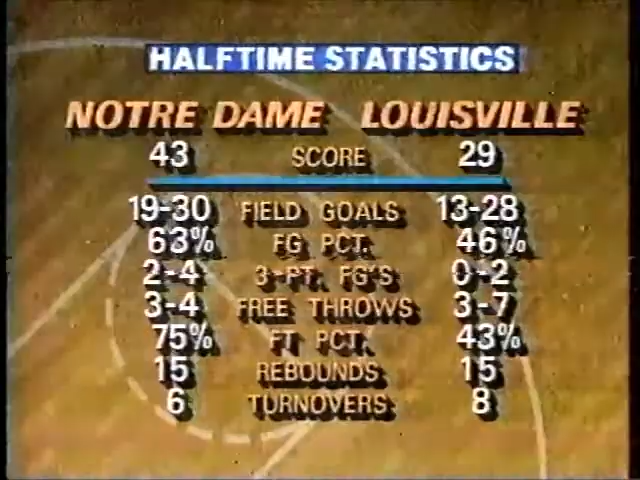 HALFTIME STATISTICS
NOTRE DAME LOUISVILLE
43 SCORE 29
19-30 FIELD GOALS 13-28
63% FG PCT. 46%
2-4 3-PT. FG'S 0-2
3-4 FREE THROWS 3-7
75% FT PCT. 43%
15 REBOUNDS 15
6 TURNOVERS 8